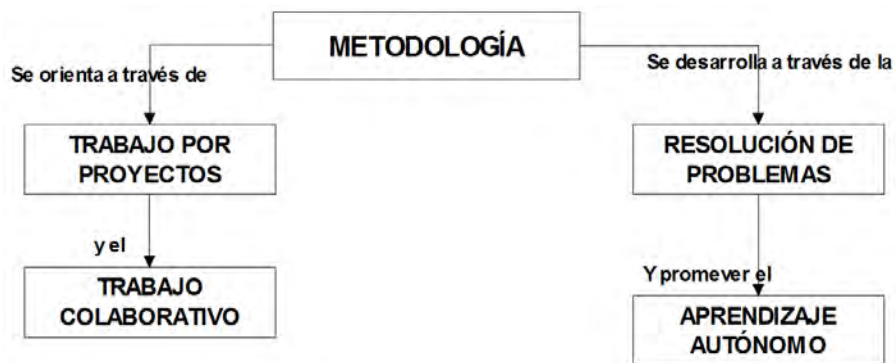 METODOLOGÍA
Se orienta a través de
Se desarrolla a través de la
TRABAJO POR
PROYECTOS
RESOLUCIÓN DE
PROBLEMAS
y el
Y promever el
TRABAJO
COLABORATIVO
APRENDIZAJE
AUTÓNOMO